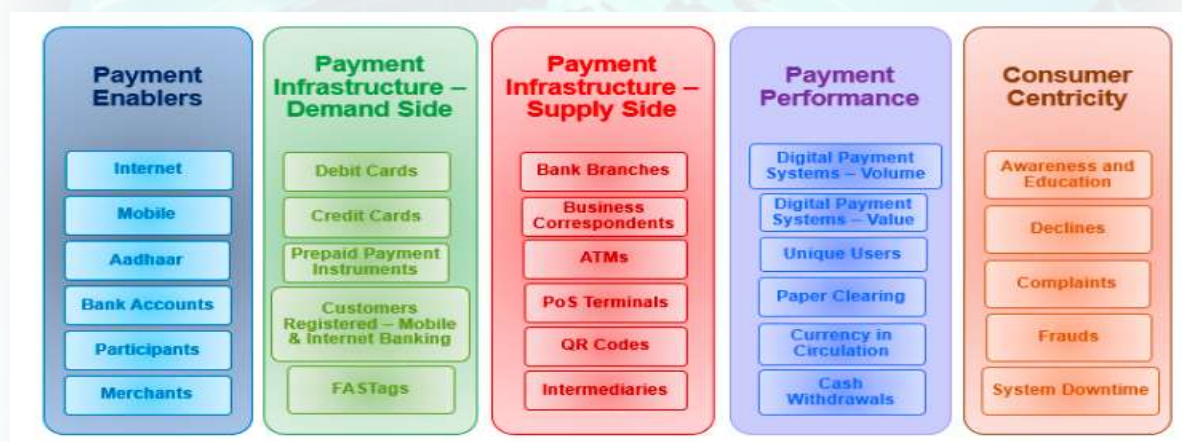 Payment
Enablers
Internet
Mobile
Aadhaar
Bank Accounts
Participants
Merchants
Payment
Infrastructure –
Demand Side
Debit Cards
Credit Cards
Prepaid Payment
Instruments
Customers
Registered – Mobile
& Internet Banking
FASTags
Payment
Infrastructure –
Supply Side
Bank Branches
Business
Correspondents
ATMs
PoS Terminals
QR Codes
Intermediaries
Payment
Performance
Digital Payment
Systems – Volume
Digital Payment
Systems – Value
Unique Users
Paper Clearing
Currency in
Circulation
Cash
Withdrawals
Consumer
Centricity
Awareness and
Education
Declines
Complaints
Frauds
System Downtime